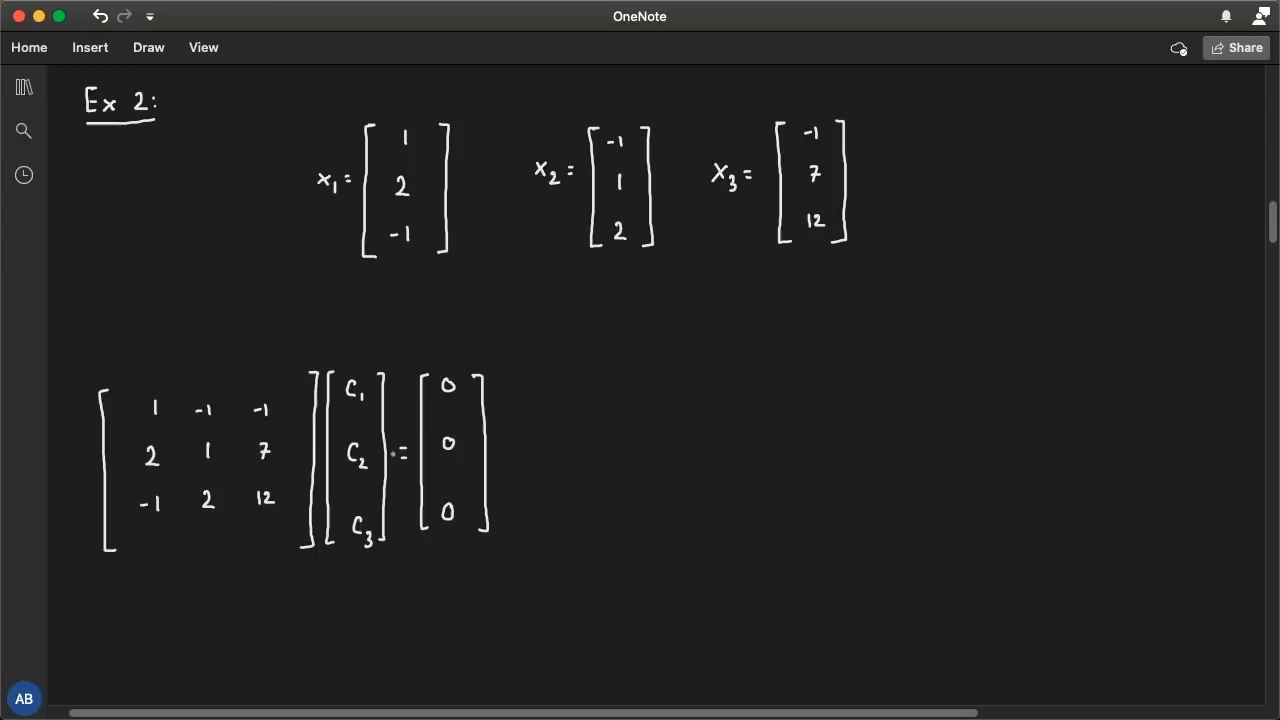 OneNote
Home Insert Draw View Share
Ex 2:
x₁ = [ 1 2 -1 ] x₂ = [ -1 1 2 ] x₃ = [ -1 7 12 ]
[ 1 -1 -1 ] [ C₁ ] [ 0 ]
[ 2 1 7 ] [ C₂ ] = [ 0 ]
[ -1 2 12 ] [ C₃ ] [ 0 ]
AB